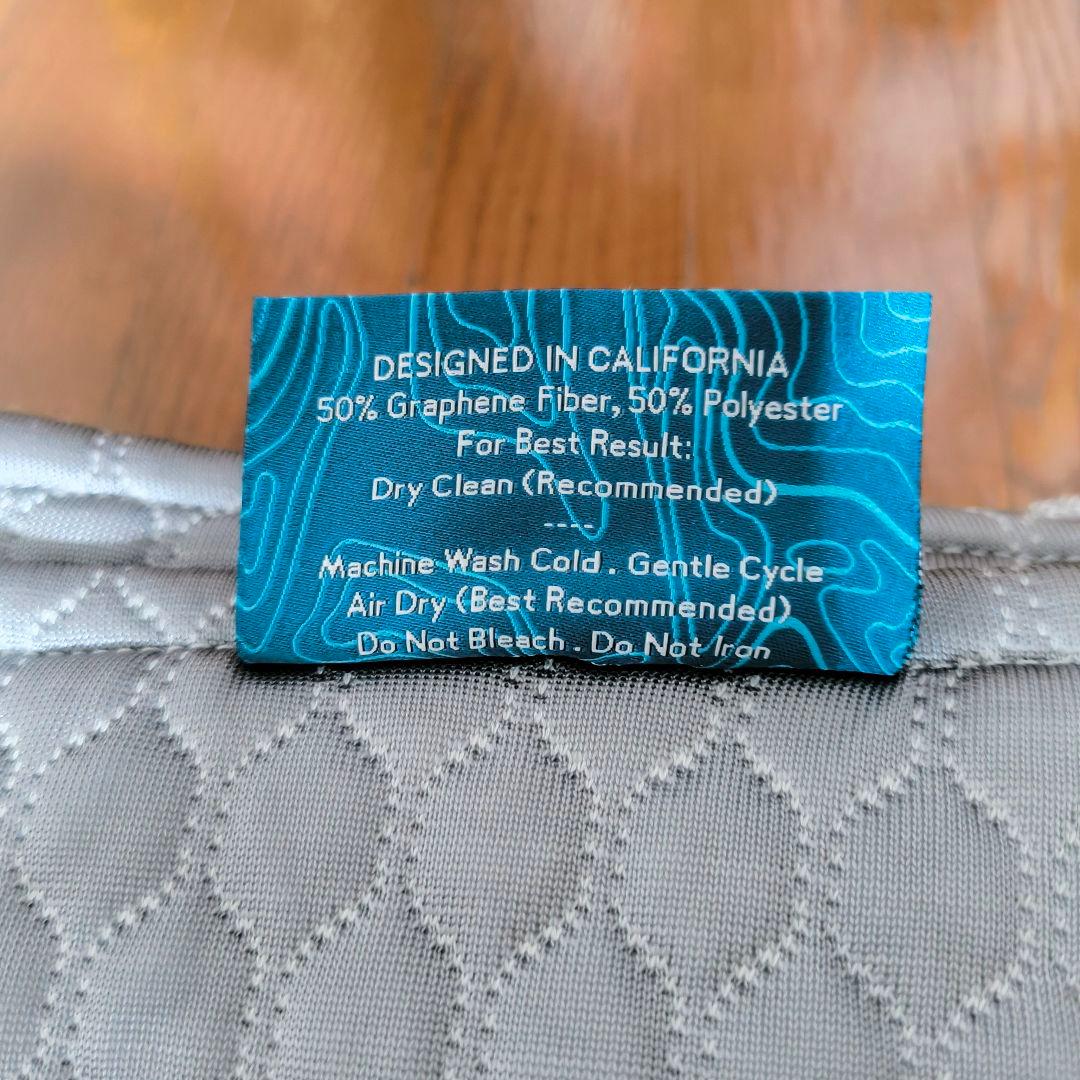 DESIGNED IN CALIFORNIA
50% Graphene Fiber, 50% Polyester
For Best Result:
Dry Clean (Recommended)
----
Machine Wash Cold . Gentle Cycle
Air Dry (Best Recommended)
Do Not Bleach . Do Not Iron